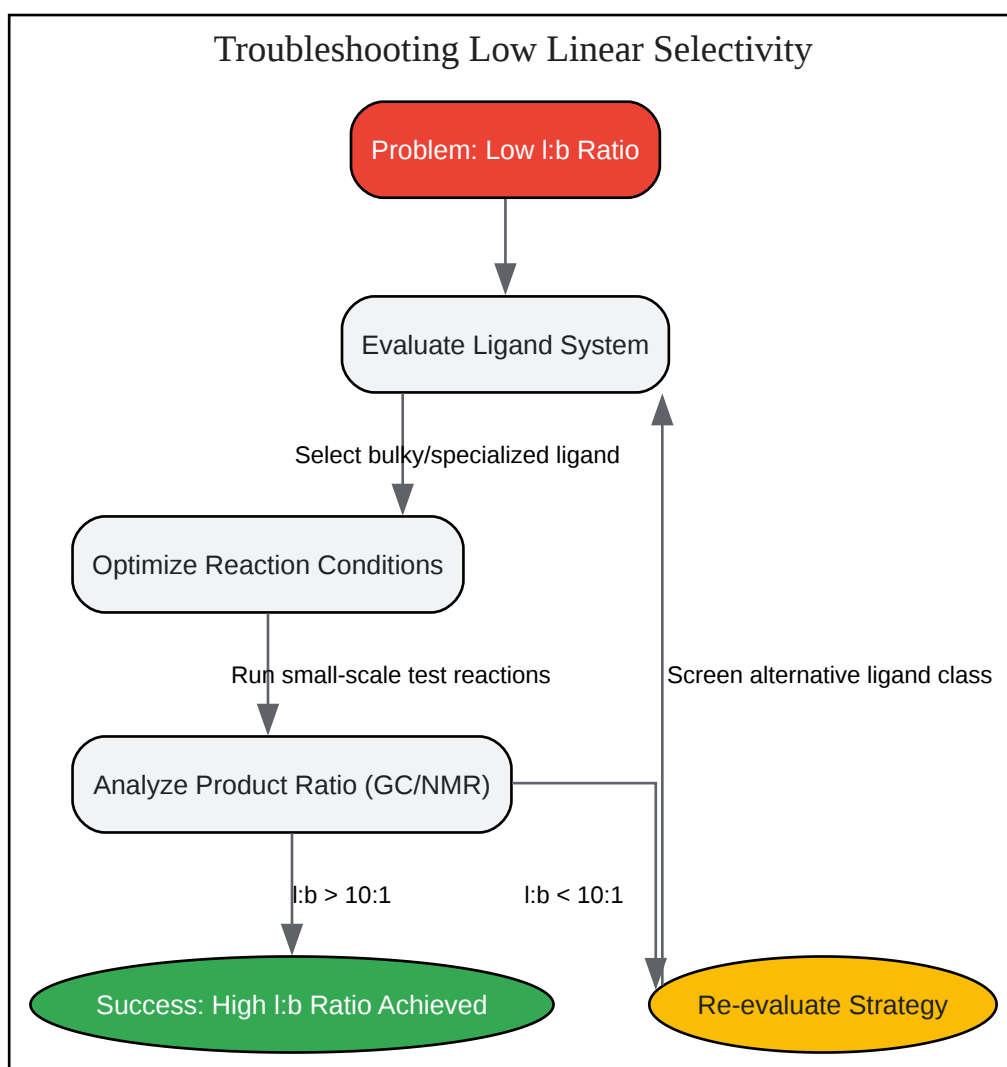 Troubleshooting Low Linear Selectivity
Problem: Low l:b Ratio
Evaluate Ligand System
Select bulky/specialized ligand
Optimize Reaction Conditions
Run small-scale test reactions
Screen alternative ligand class
Analyze Product Ratio (GC/NMR)
l:b > 10:1
l:b < 10:1
Success: High l:b Ratio Achieved
Re-evaluate Strategy